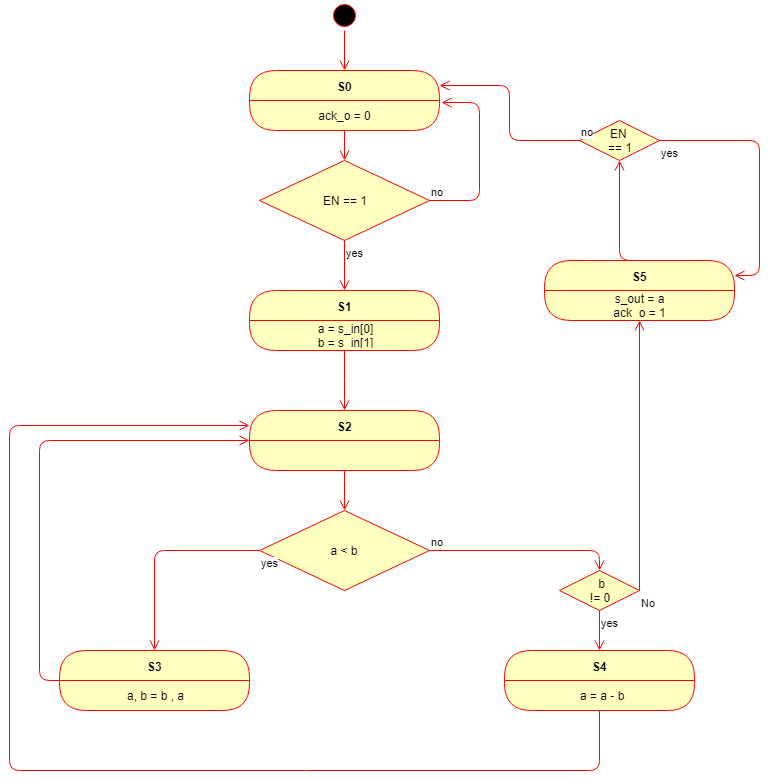 S0
ack_o = 0
EN == 1
no
yes
S1
a = s_in[0]
b = s_in[1]
S2
a < b
yes
no
b
!= 0
No
yes
S3
a, b = b , a
S4
a = a - b
S5
s_out = a
ack_o = 1
EN
== 1
no
yes